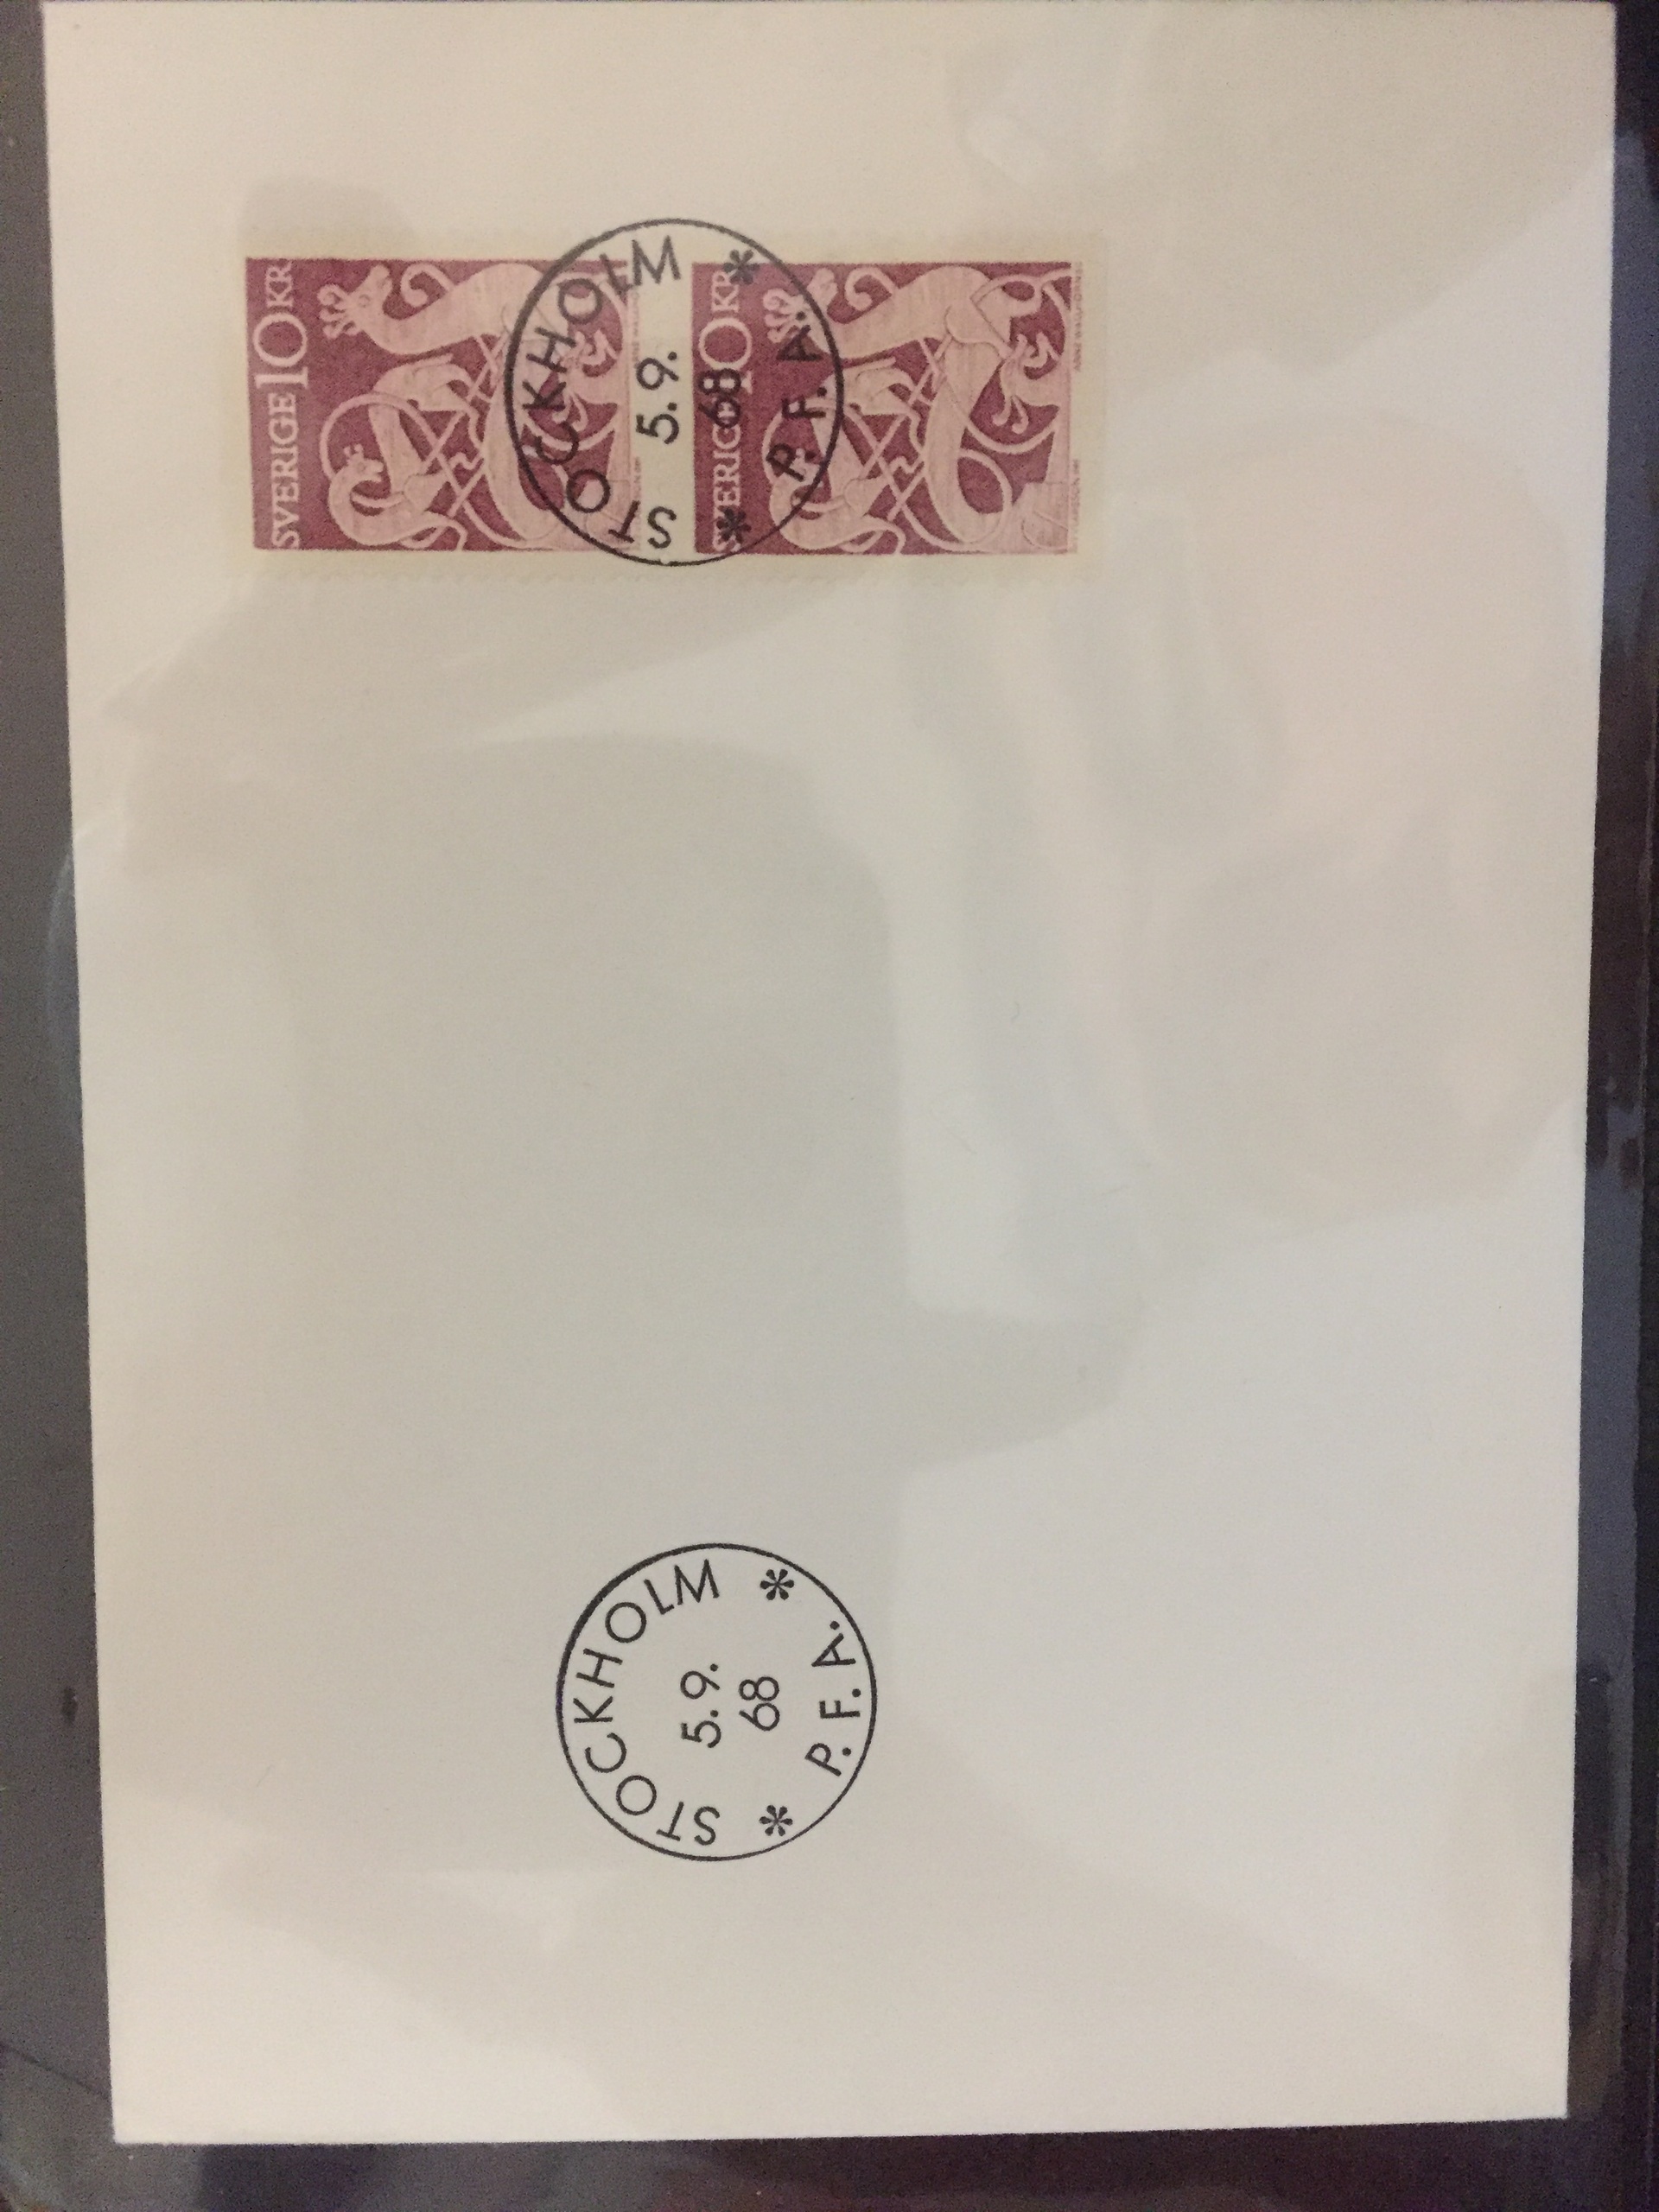 SVERIGE 10 KR
SVERIGE 10 KR
STOCKHOLM
5.9.
68
* P.F.A. *
STOCKHOLM
5.9.
68
* P.F.A. *